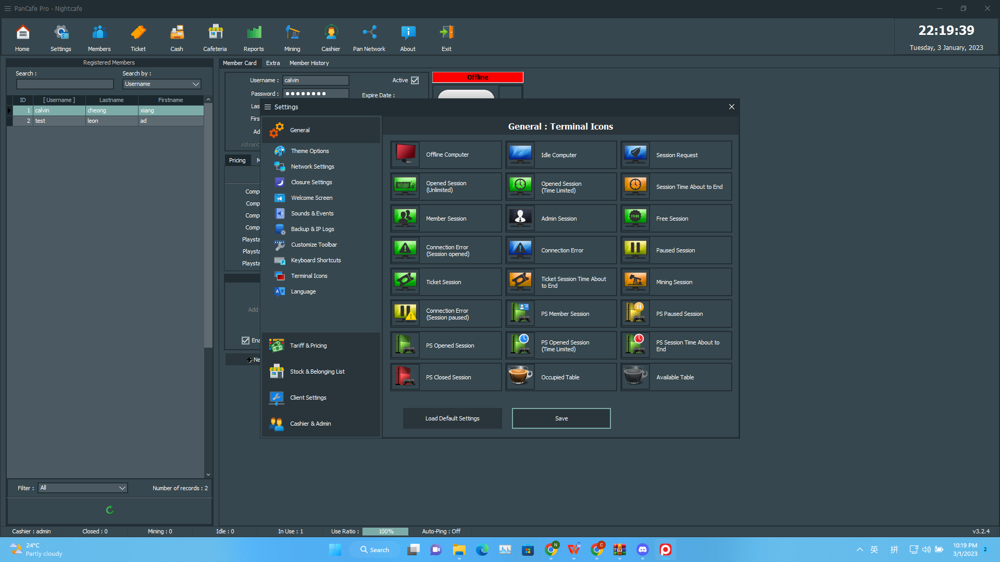 PanCafe Pro - Nightcafe
Home
Settings
Members
Ticket
Cash
Cafeteria
Reports
Mining
Cashier
Pan Network
About
Exit
22:19:39
Tuesday, 3 January, 2023
Registered Members
Search :
Search by :
Username
ID
[ Username ]
Lastname
Firstname
1 calvin cheong xiang
2 test leon ad
Filter : All
Number of records : 2
Member Card
Extra
Member History
Username : calvin
Active
Password :
Expire Date :
Offline
Las
Firs
Ad
Advanc
Pricing
M
Comp
Comp
Comp
Comp
Playsta
Playsta
Playsta
Add
Ena
Ne
Settings
General
Theme Options
Network Settings
Closure Settings
Welcome Screen
Sounds & Events
Backup & IP Logs
Customize Toolbar
Keyboard Shortcuts
Terminal Icons
Language
Tariff & Pricing
Stock & Belonging List
Client Settings
Cashier & Admin
General : Terminal Icons
Offline Computer
Idle Computer
Session Request
Opened Session
(Unlimited)
Opened Session
(Time Limited)
Session Time About to End
Member Session
Admin Session
FREE
Free Session
Connection Error
(Session opened)
Connection Error
Paused Session
Ticket Session
Ticket Session Time About
to End
Mining Session
Connection Error
(Session paused)
PS Member Session
PS Paused Session
PS Opened Session
PS Opened Session
(Time Limited)
PS Session Time About to
End
PS Closed Session
Occupied Table
Available Table
Load Default Settings
Save
Cashier : admin
Closed : 0
Mining : 0
Idle : 0
In Use : 1
Use Ratio : 100%
Auto-Ping : Off
v3.2.4
24°C
Partly cloudy
Search
N
C
英
拼
10:19 PM
3/1/2023
2